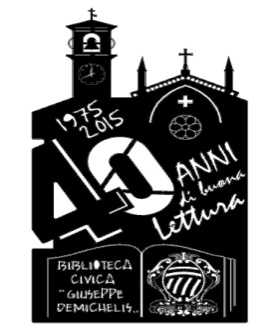 1975
2015
40 ANNI
di buona
Lettura
BIBLIOTECA
CIVICA
"GIUSEPPE
DEMICHELIS..